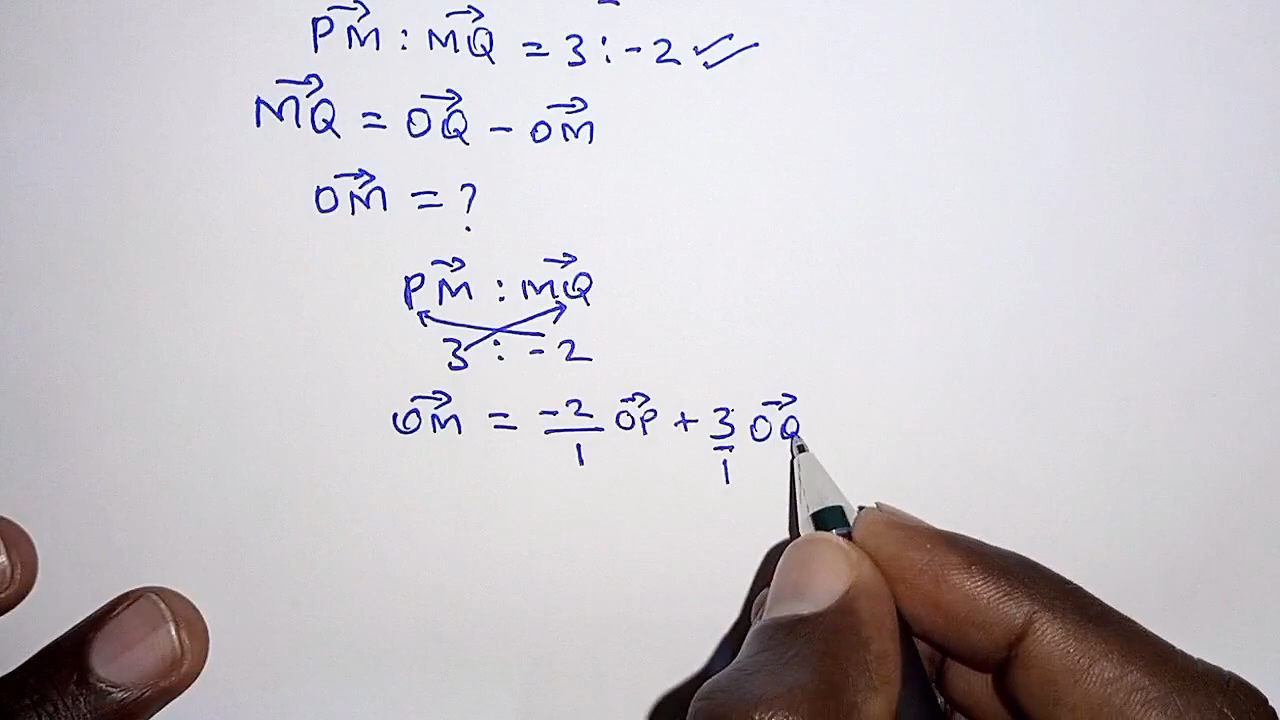 PM→ : MQ→ = 3 : -2 ✓✓
MQ→ = OQ→ - OM→
OM→ = ?
PM→ : MQ→
3 : -2
OM→ = -2/1 OP→ + 3/1 OQ→